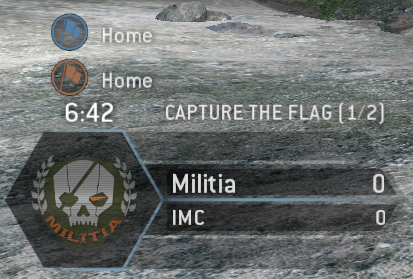 Home
Home
6:42 CAPTURE THE FLAG (1/2)
MILITIA
Militia 0
IMC 0